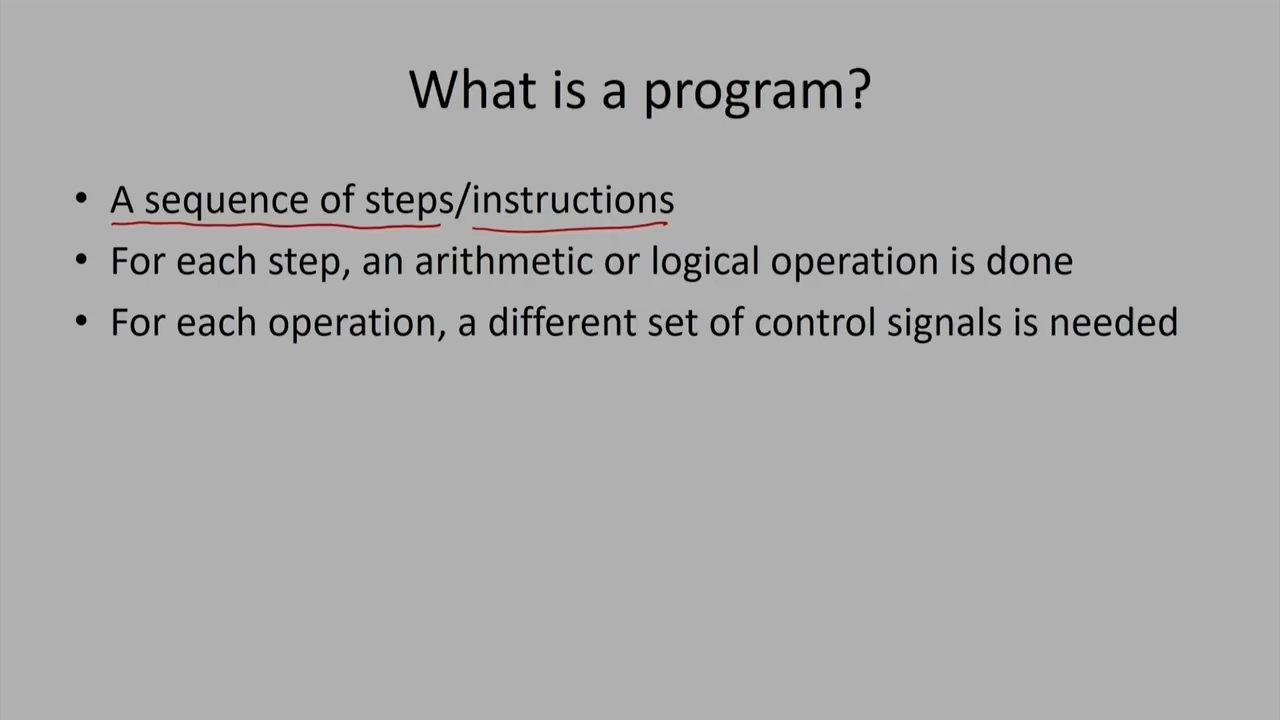 What is a program?
• A sequence of steps/instructions
• For each step, an arithmetic or logical operation is done
• For each operation, a different set of control signals is needed